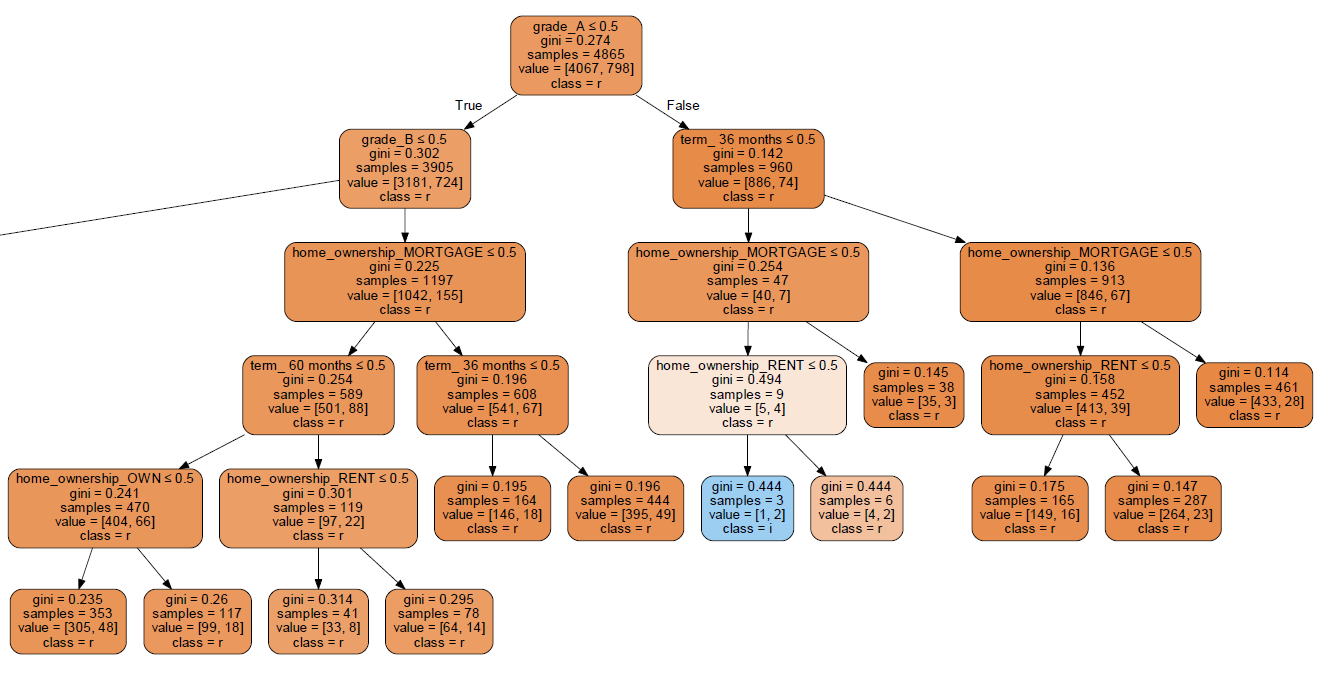 grade_A ≤ 0.5
gini = 0.274
samples = 4865
value = [4067, 798]
class = r
True
False
grade_B ≤ 0.5
gini = 0.302
samples = 3905
value = [3181, 724]
class = r
term_ 36 months ≤ 0.5
gini = 0.142
samples = 960
value = [886, 74]
class = r
home_ownership_MORTGAGE ≤ 0.5
gini = 0.225
samples = 1197
value = [1042, 155]
class = r
home_ownership_MORTGAGE ≤ 0.5
gini = 0.254
samples = 47
value = [40, 7]
class = r
home_ownership_MORTGAGE ≤ 0.5
gini = 0.136
samples = 913
value = [846, 67]
class = r
term_ 60 months ≤ 0.5
gini = 0.254
samples = 589
value = [501, 88]
class = r
term_ 36 months ≤ 0.5
gini = 0.196
samples = 608
value = [541, 67]
class = r
home_ownership_RENT ≤ 0.5
gini = 0.494
samples = 9
value = [5, 4]
class = r
gini = 0.145
samples = 38
value = [35, 3]
class = r
home_ownership_RENT ≤ 0.5
gini = 0.158
samples = 452
value = [413, 39]
class = r
gini = 0.114
samples = 461
value = [433, 28]
class = r
home_ownership_OWN ≤ 0.5
gini = 0.241
samples = 470
value = [404, 66]
class = r
home_ownership_RENT ≤ 0.5
gini = 0.301
samples = 119
value = [97, 22]
class = r
gini = 0.195
samples = 164
value = [146, 18]
class = r
gini = 0.196
samples = 444
value = [395, 49]
class = r
gini = 0.444
samples = 3
value = [1, 2]
class = i
gini = 0.444
samples = 6
value = [4, 2]
class = r
gini = 0.175
samples = 165
value = [149, 16]
class = r
gini = 0.147
samples = 287
value = [264, 23]
class = r
gini = 0.235
samples = 353
value = [305, 48]
class = r
gini = 0.26
samples = 117
value = [99, 18]
class = r
gini = 0.314
samples = 41
value = [33, 8]
class = r
gini = 0.295
samples = 78
value = [64, 14]
class = r